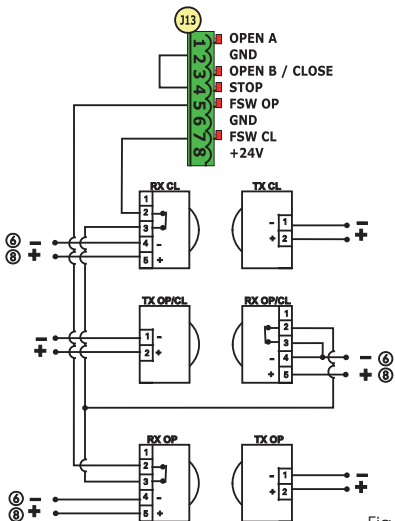 J13
1 OPEN A
2 GND
3 OPEN B / CLOSE
4 STOP
5 FSW OP
6 GND
7 FSW CL
8 +24V
RX CL
TX CL
1
2
3
4 -
5 +
⑥ -
⑧ +
- 1 -
+ 2 +
TX OP/CL
RX OP/CL
- 1 -
+ 2 +
1
2
3
- 4 - ⑥
+ 5 + ⑧
RX OP
TX OP
1
2
3
⑥ - 4 -
⑧ + 5 +
- 1 -
+ 2 +
Fig